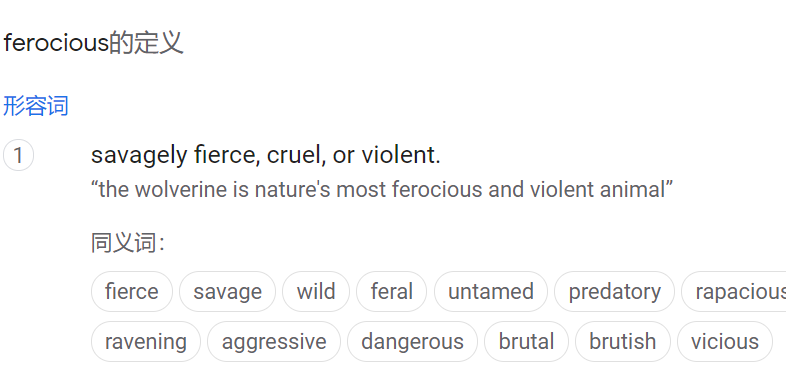 ferocious的定义
形容词
1 savagely fierce, cruel, or violent.
“the wolverine is nature's most ferocious and violent animal”
同义词：
fierce savage wild feral untamed predatory rapacious
ravening aggressive dangerous brutal brutish vicious